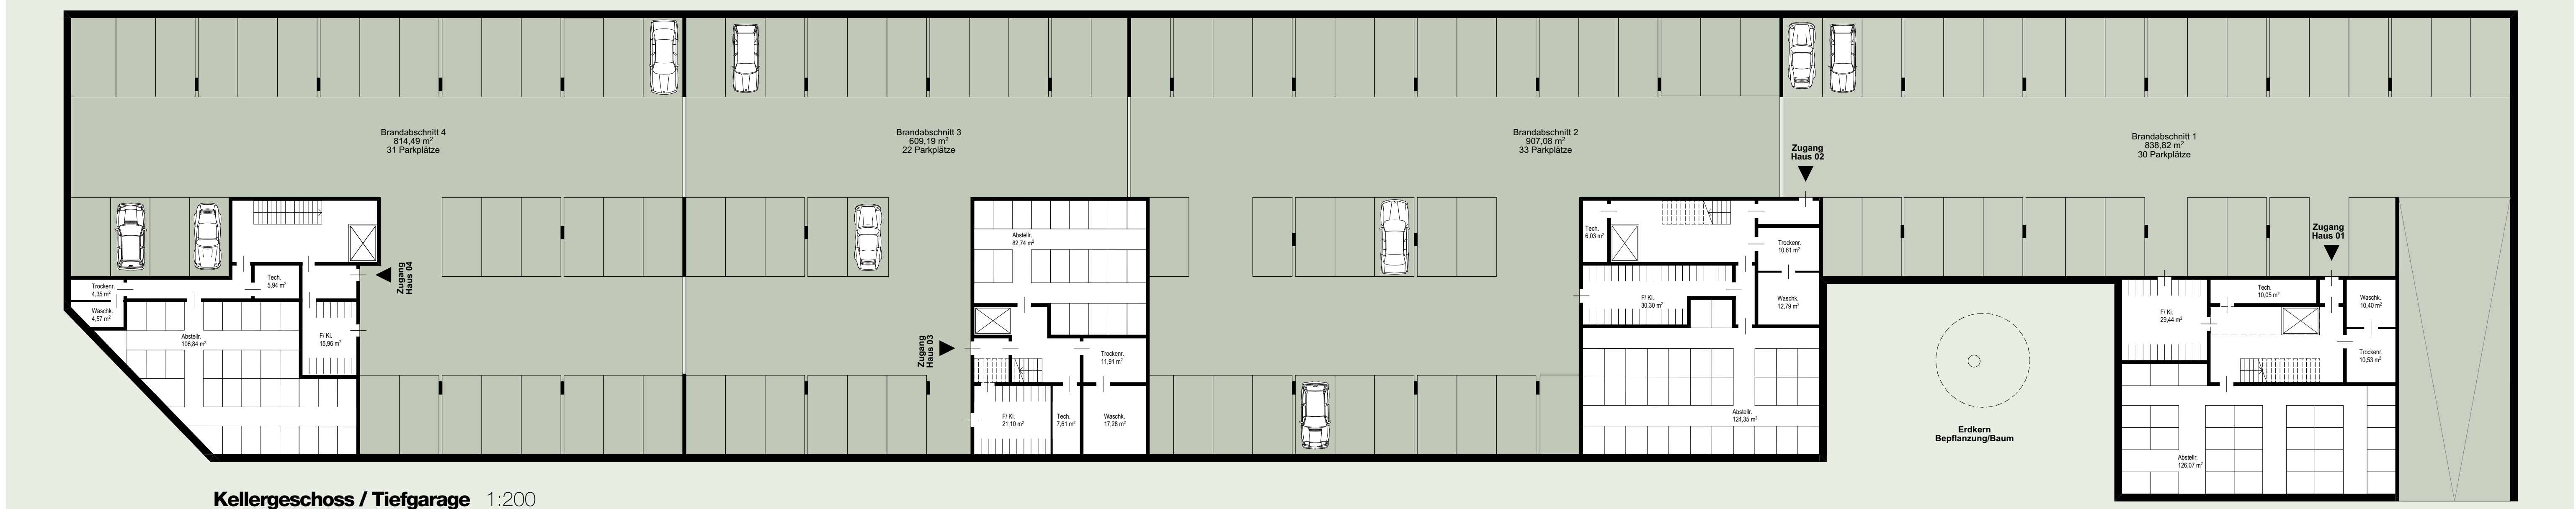 Brandabschnitt 4
814,49 m²
31 Parkplätze
Brandabschnitt 3
609,19 m²
22 Parkplätze
Brandabschnitt 2
907,08 m²
33 Parkplätze
Brandabschnitt 1
838,82 m²
30 Parkplätze
Zugang
Haus 02
Zugang
Haus 01
Zugang
Haus 04
Zugang
Haus 03
Trockenr.
4,35 m²
Waschk.
4,57 m²
Tech.
5,94 m²
Abstellr.
106,84 m²
F/ Ki.
15,96 m²
Abstellr.
82,74 m²
Trockenr.
11,91 m²
F/ Ki.
21,10 m²
Tech.
7,61 m²
Waschk.
17,28 m²
Tech.
6,03 m²
Trockenr.
10,61 m²
F/ Ki.
30,30 m²
Waschk.
12,79 m²
Abstellr.
124,35 m²
Erdkern
Bepflanzung/Baum
F/ Ki.
29,44 m²
Tech.
10,05 m²
Waschk.
10,40 m²
Trockenr.
10,53 m²
Abstellr.
126,07 m²
Kellergeschoss / Tiefgarage 1:200